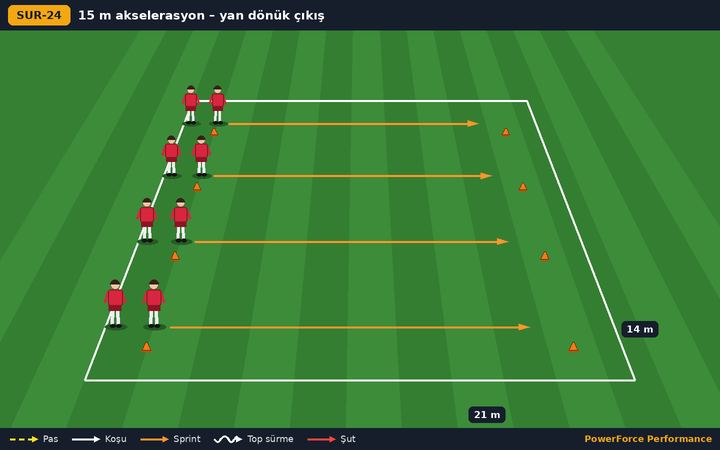 SUR-24 15 m akselerasyon – yan dönük çıkış
14 m
21 m
Pas Koşu Sprint Top sürme Şut PowerForce Performance